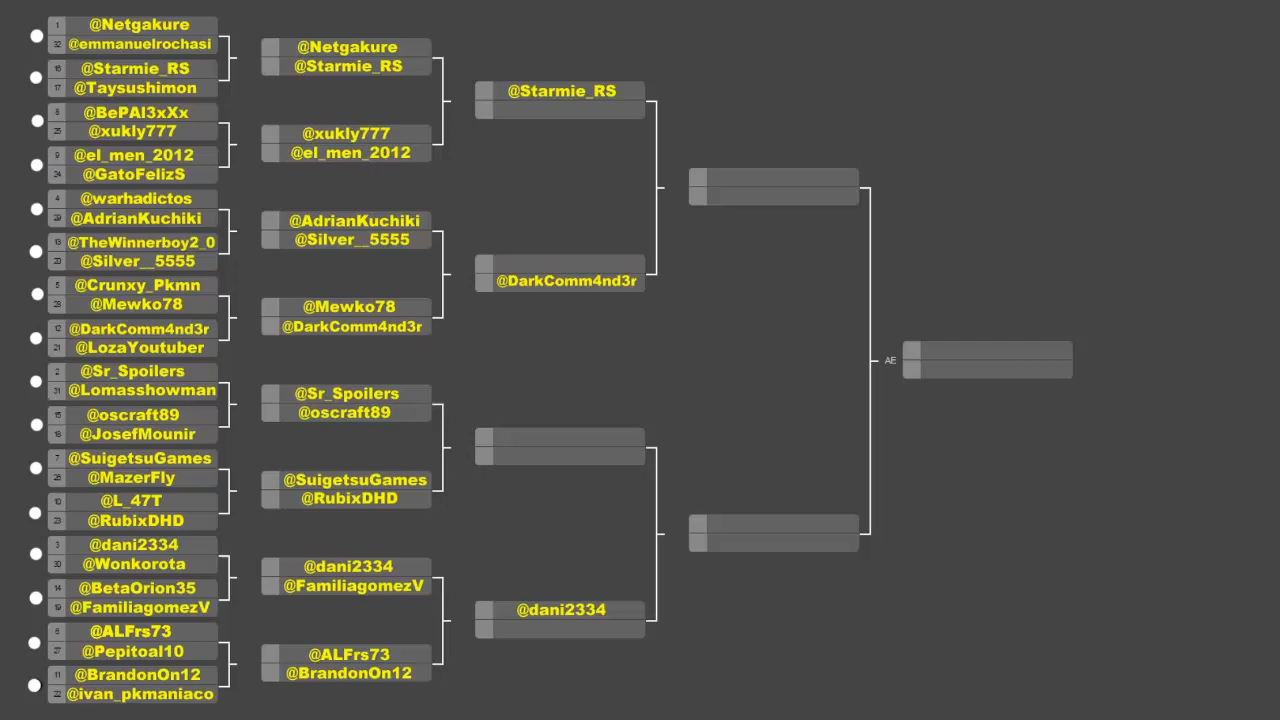 1 @Netgakure
32 @emmanuelrochasi
16 @Starmie_RS
17 @Taysushimon
8 @BePAl3xXx
25 @xukly777
9 @el_men_2012
24 @GatoFelizS
4 @warhadictos
29 @AdrianKuchiki
13 @TheWinnerboy2_0
20 @Silver__5555
5 @Crunxy_Pkmn
28 @Mewko78
12 @DarkComm4nd3r
21 @LozaYoutuber
2 @Sr_Spoilers
31 @Lomasshowman
15 @oscraft89
18 @JosefMounir
7 @SuigetsuGames
26 @MazerFly
10 @L_47T
23 @RubixDHD
3 @dani2334
30 @Wonkorota
14 @BetaOrion35
19 @FamiliagomezV
6 @ALFrs73
27 @Pepitoal10
11 @BrandonOn12
22 @ivan_pkmaniaco
@Netgakure
@Starmie_RS
@xukly777
@el_men_2012
@AdrianKuchiki
@Silver__5555
@Mewko78
@DarkComm4nd3r
@Sr_Spoilers
@oscraft89
@SuigetsuGames
@RubixDHD
@dani2334
@FamiliagomezV
@ALFrs73
@BrandonOn12
@Starmie_RS
@DarkComm4nd3r
@dani2334
AE